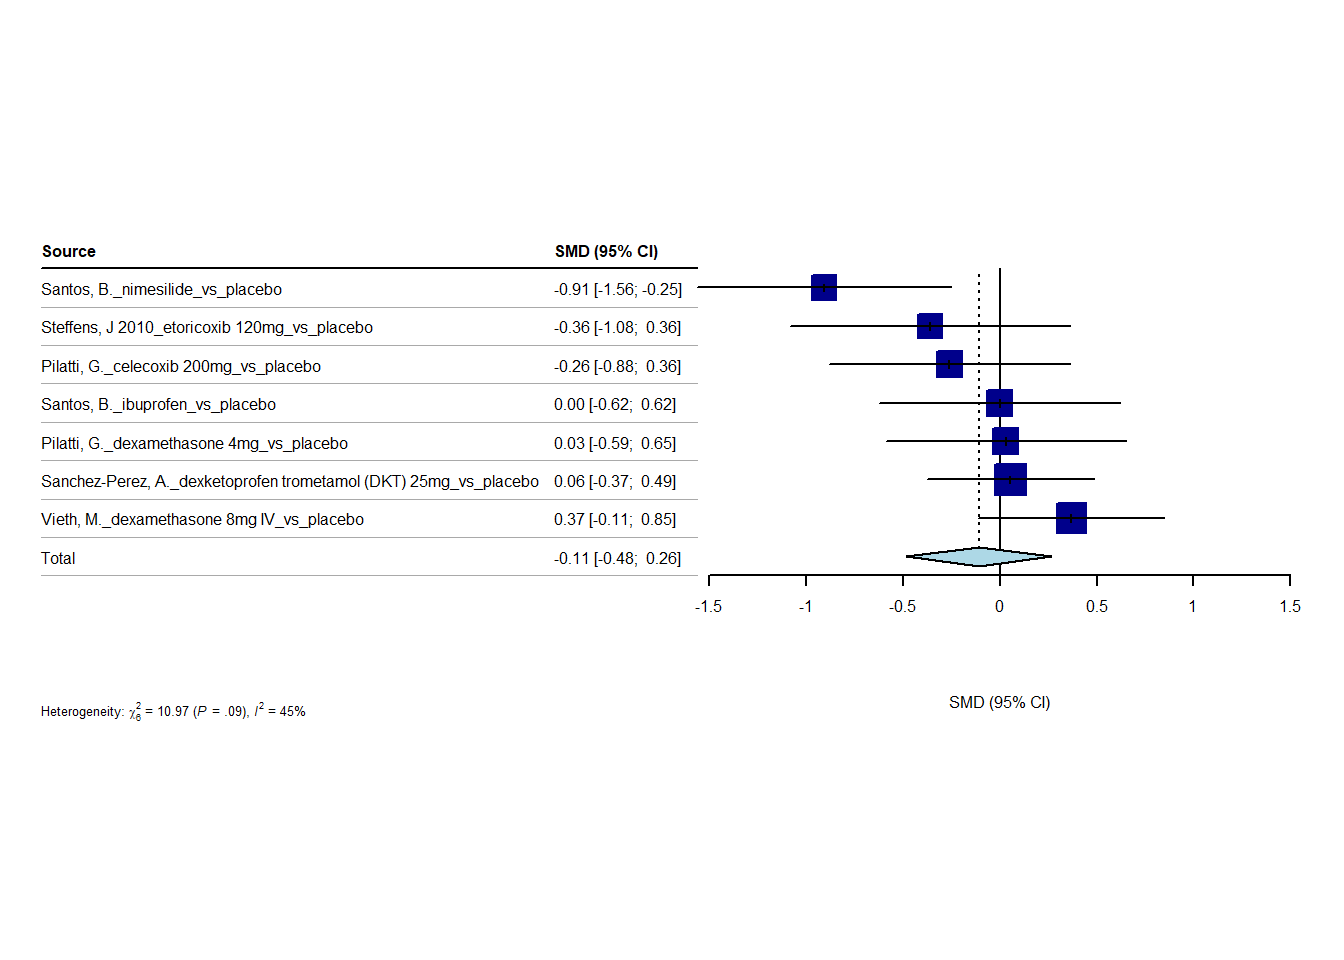 Source SMD (95% CI)
Santos, B._nimesilide_vs_placebo -0.91 [-1.56; -0.25]
Steffens, J 2010_etoricoxib 120mg_vs_placebo -0.36 [-1.08; 0.36]
Pilatti, G._celecoxib 200mg_vs_placebo -0.26 [-0.88; 0.36]
Santos, B._ibuprofen_vs_placebo 0.00 [-0.62; 0.62]
Pilatti, G._dexamethasone 4mg_vs_placebo 0.03 [-0.59; 0.65]
Sanchez-Perez, A._dexketoprofen trometamol (DKT) 25mg_vs_placebo 0.06 [-0.37; 0.49]
Vieth, M._dexamethasone 8mg IV_vs_placebo 0.37 [-0.11; 0.85]
Total -0.11 [-0.48; 0.26]
-1.5 -1 -0.5 0 0.5 1 1.5
SMD (95% CI)
Heterogeneity: χ²₆ = 10.97 (P = .09), I² = 45%